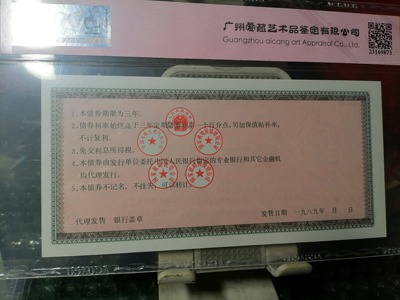 广州爱藏艺术品鉴定有限公司
Guangzhou aicang art Appraisal Co.,Ltd.
23169873
1.本债券期限为三年。
2.债券利率始终高于三年定期储蓄利率一个百分点，另加保值贴补率，
不计复利。
3.免交利息所得税。
4.本债券由发行单位委托中国人民银行指定的专业银行和其它金融机
构代理发行。
5.本债券不记名，不挂失，可以转让。
代理发售 银行盖章
发售日期 一九八九年 月 日